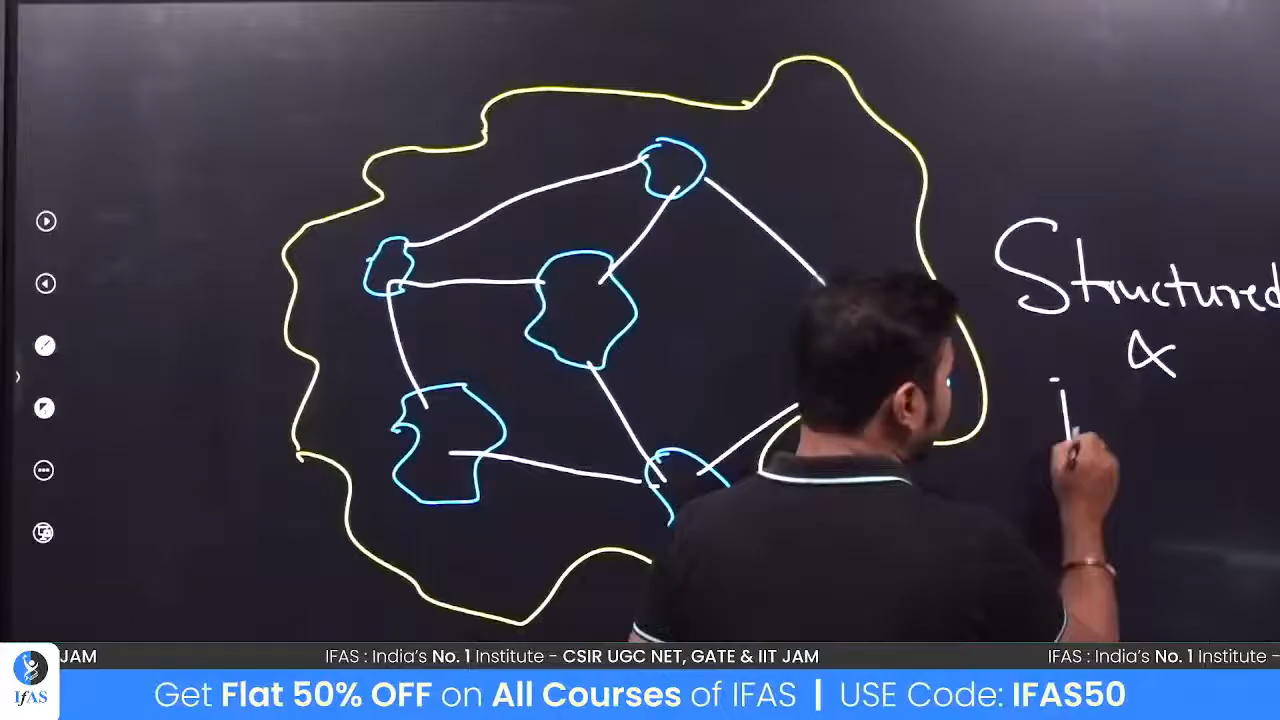 Structured
&
JAM
IFAS : India's No. 1 Institute - CSIR UGC NET, GATE & IIT JAM
IFAS : India's No. 1 Institute -
IfAS
Get Flat 50% OFF on All Courses of IFAS | USE Code: IFAS50